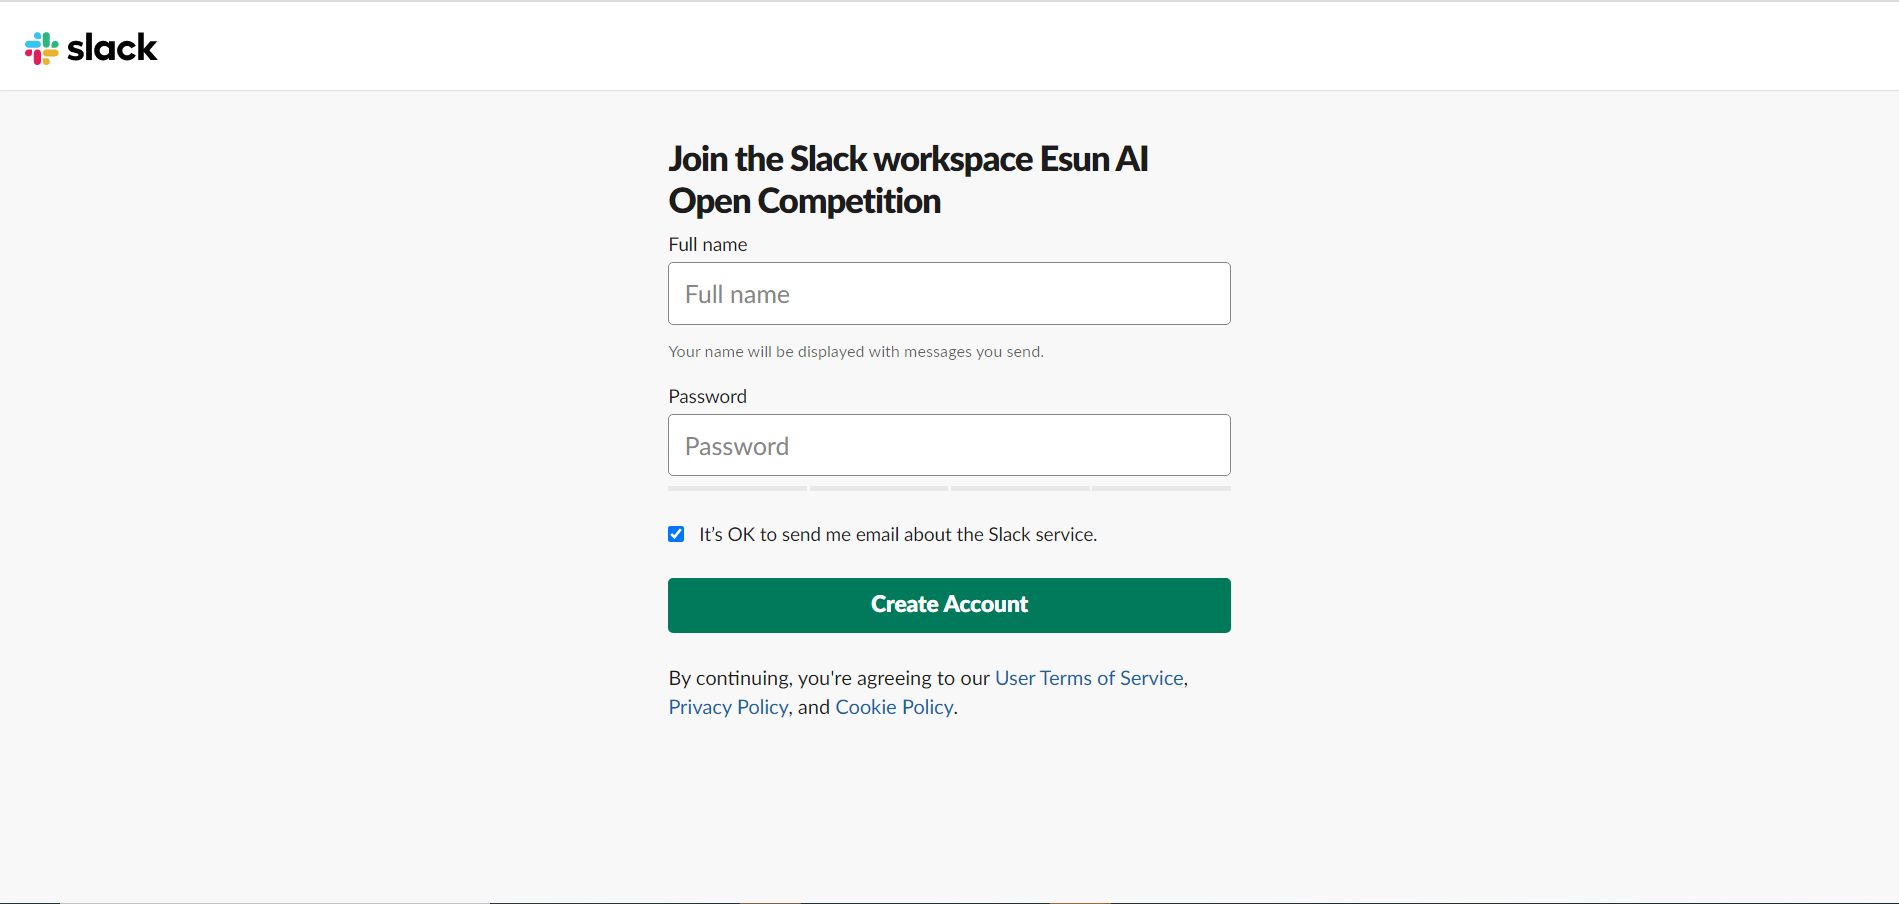 slack
Join the Slack workspace Esun AI
Open Competition
Full name
Full name
Your name will be displayed with messages you send.
Password
Password
It’s OK to send me email about the Slack service.
Create Account
By continuing, you're agreeing to our User Terms of Service,
Privacy Policy, and Cookie Policy.